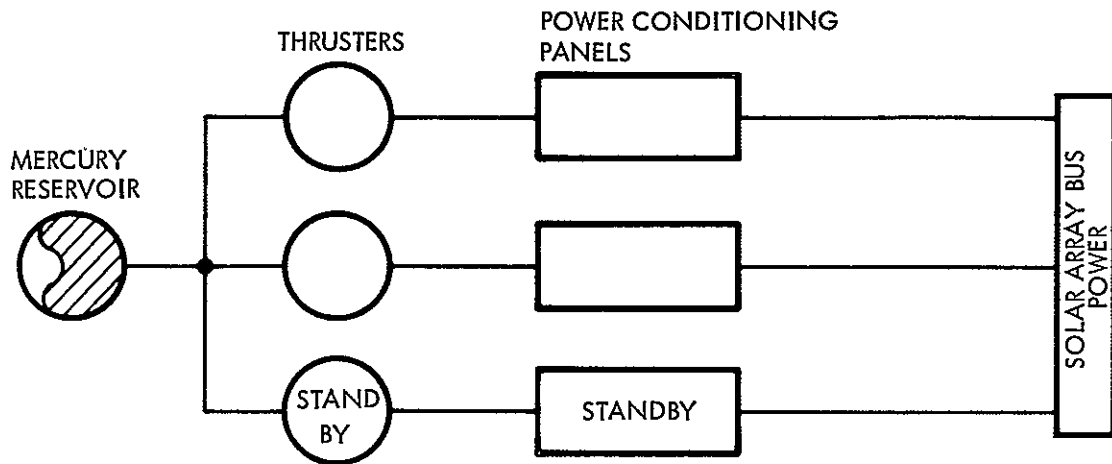 THRUSTERS
POWER CONDITIONING
PANELS
MERCURY
RESERVOIR
STAND
BY
STANDBY
SOLAR ARRAY BUS
POWER